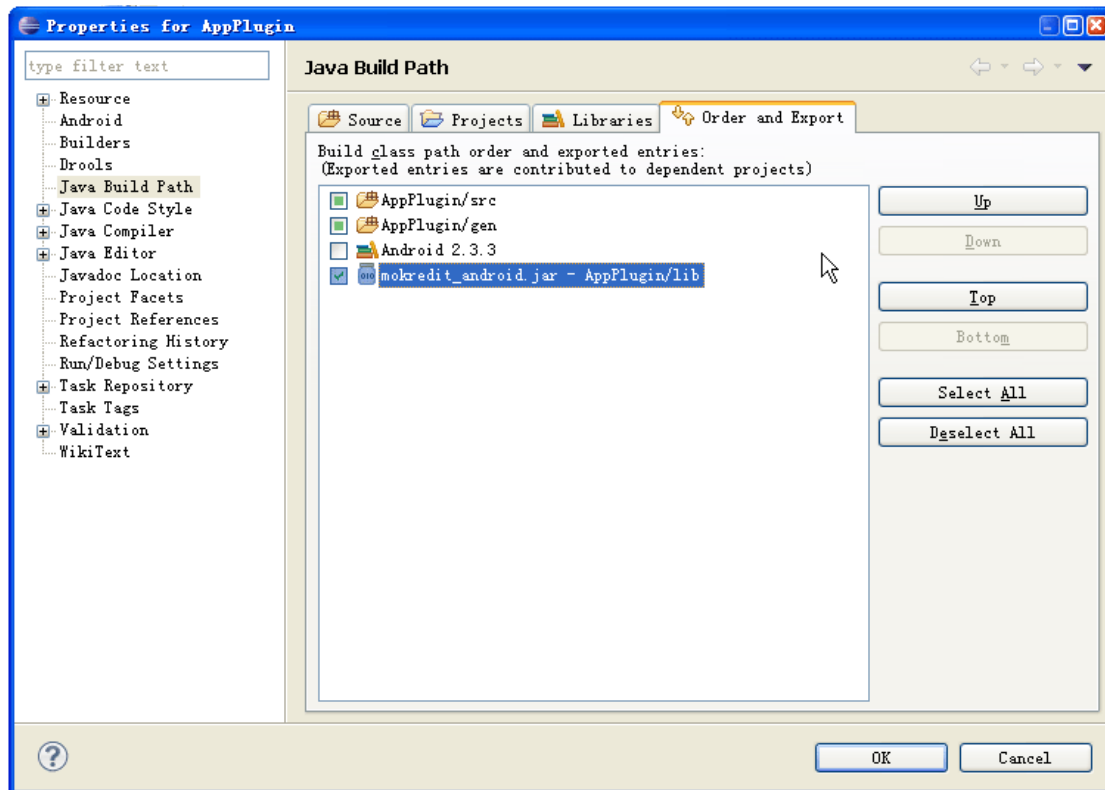 Properties for AppPlugin
type filter text
Resource
Android
Builders
Drools
Java Build Path
Java Code Style
Java Compiler
Java Editor
Javadoc Location
Project Facets
Project References
Refactoring History
Run/Debug Settings
Task Repository
Task Tags
Validation
WikiText
Java Build Path
Source
Projects
Libraries
Order and Export
Build class path order and exported entries:
(Exported entries are contributed to dependent projects)
AppPlugin/src
AppPlugin/gen
Android 2.3.3
mokredit_android.jar - AppPlugin/lib
Up
Down
Top
Bottom
Select All
Deselect All
OK
Cancel